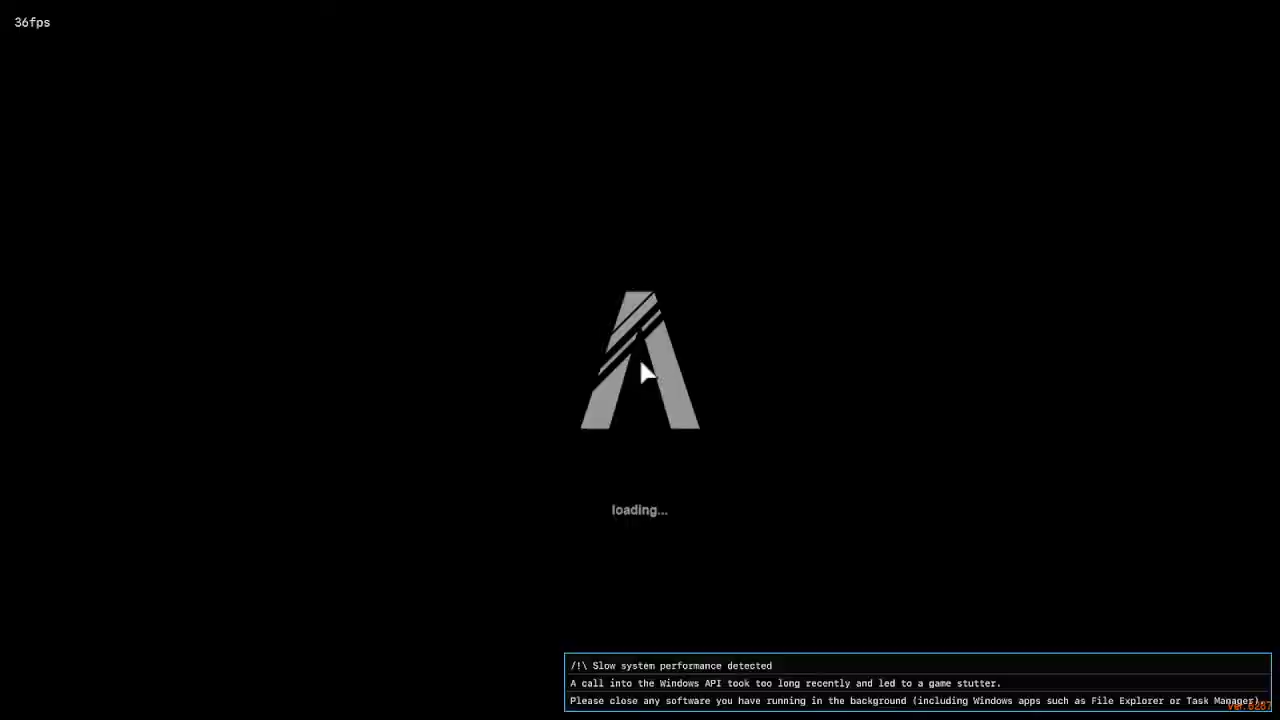 36fps
loading...
/!\ Slow system performance detected
A call into the Windows API took too long recently and led to a game stutter.
Please close any software you have running in the background (including Windows apps such as File Explorer or Task Manager).